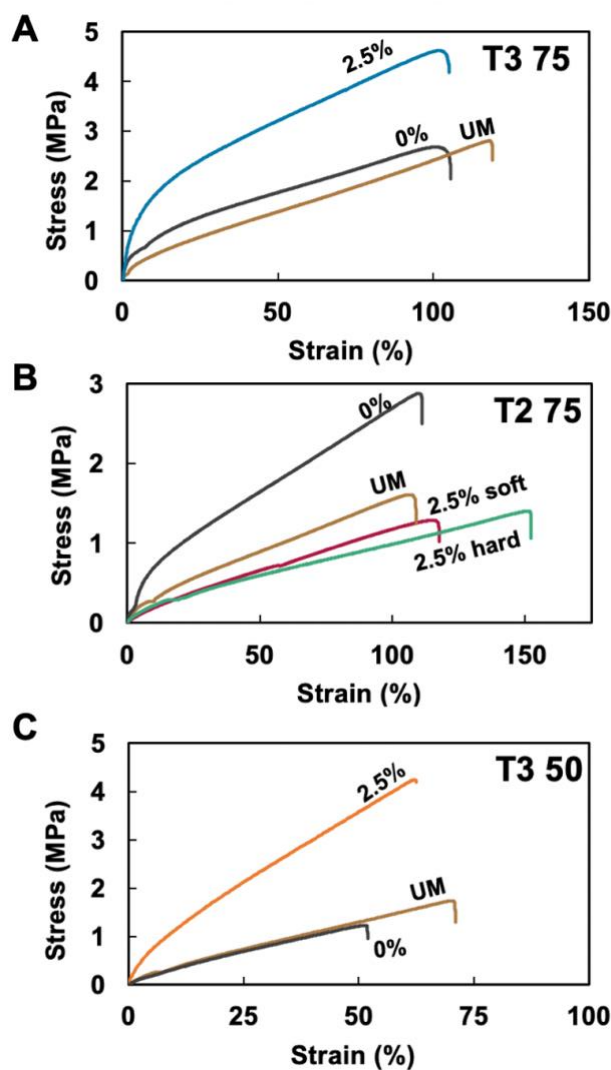 A
T3 75
Stress (MPa)
5
4
3
2
1
0
2.5%
0%
UM
0
50
100
150
Strain (%)
B
T2 75
Stress (MPa)
3
2
1
0
0%
UM
2.5% soft
2.5% hard
0
50
100
150
Strain (%)
C
T3 50
Stress (MPa)
5
4
3
2
1
0
2.5%
UM
0%
0
25
50
75
100
Strain (%)